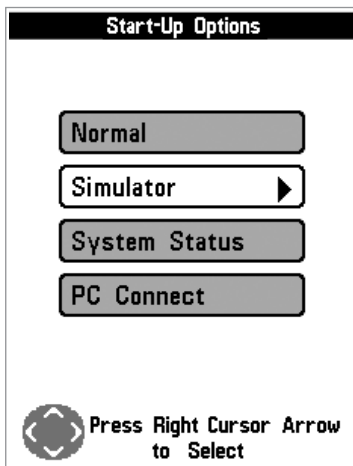 Start-Up Options
Normal
Simulator
System Status
PC Connect
Press Right Cursor Arrow
to Select